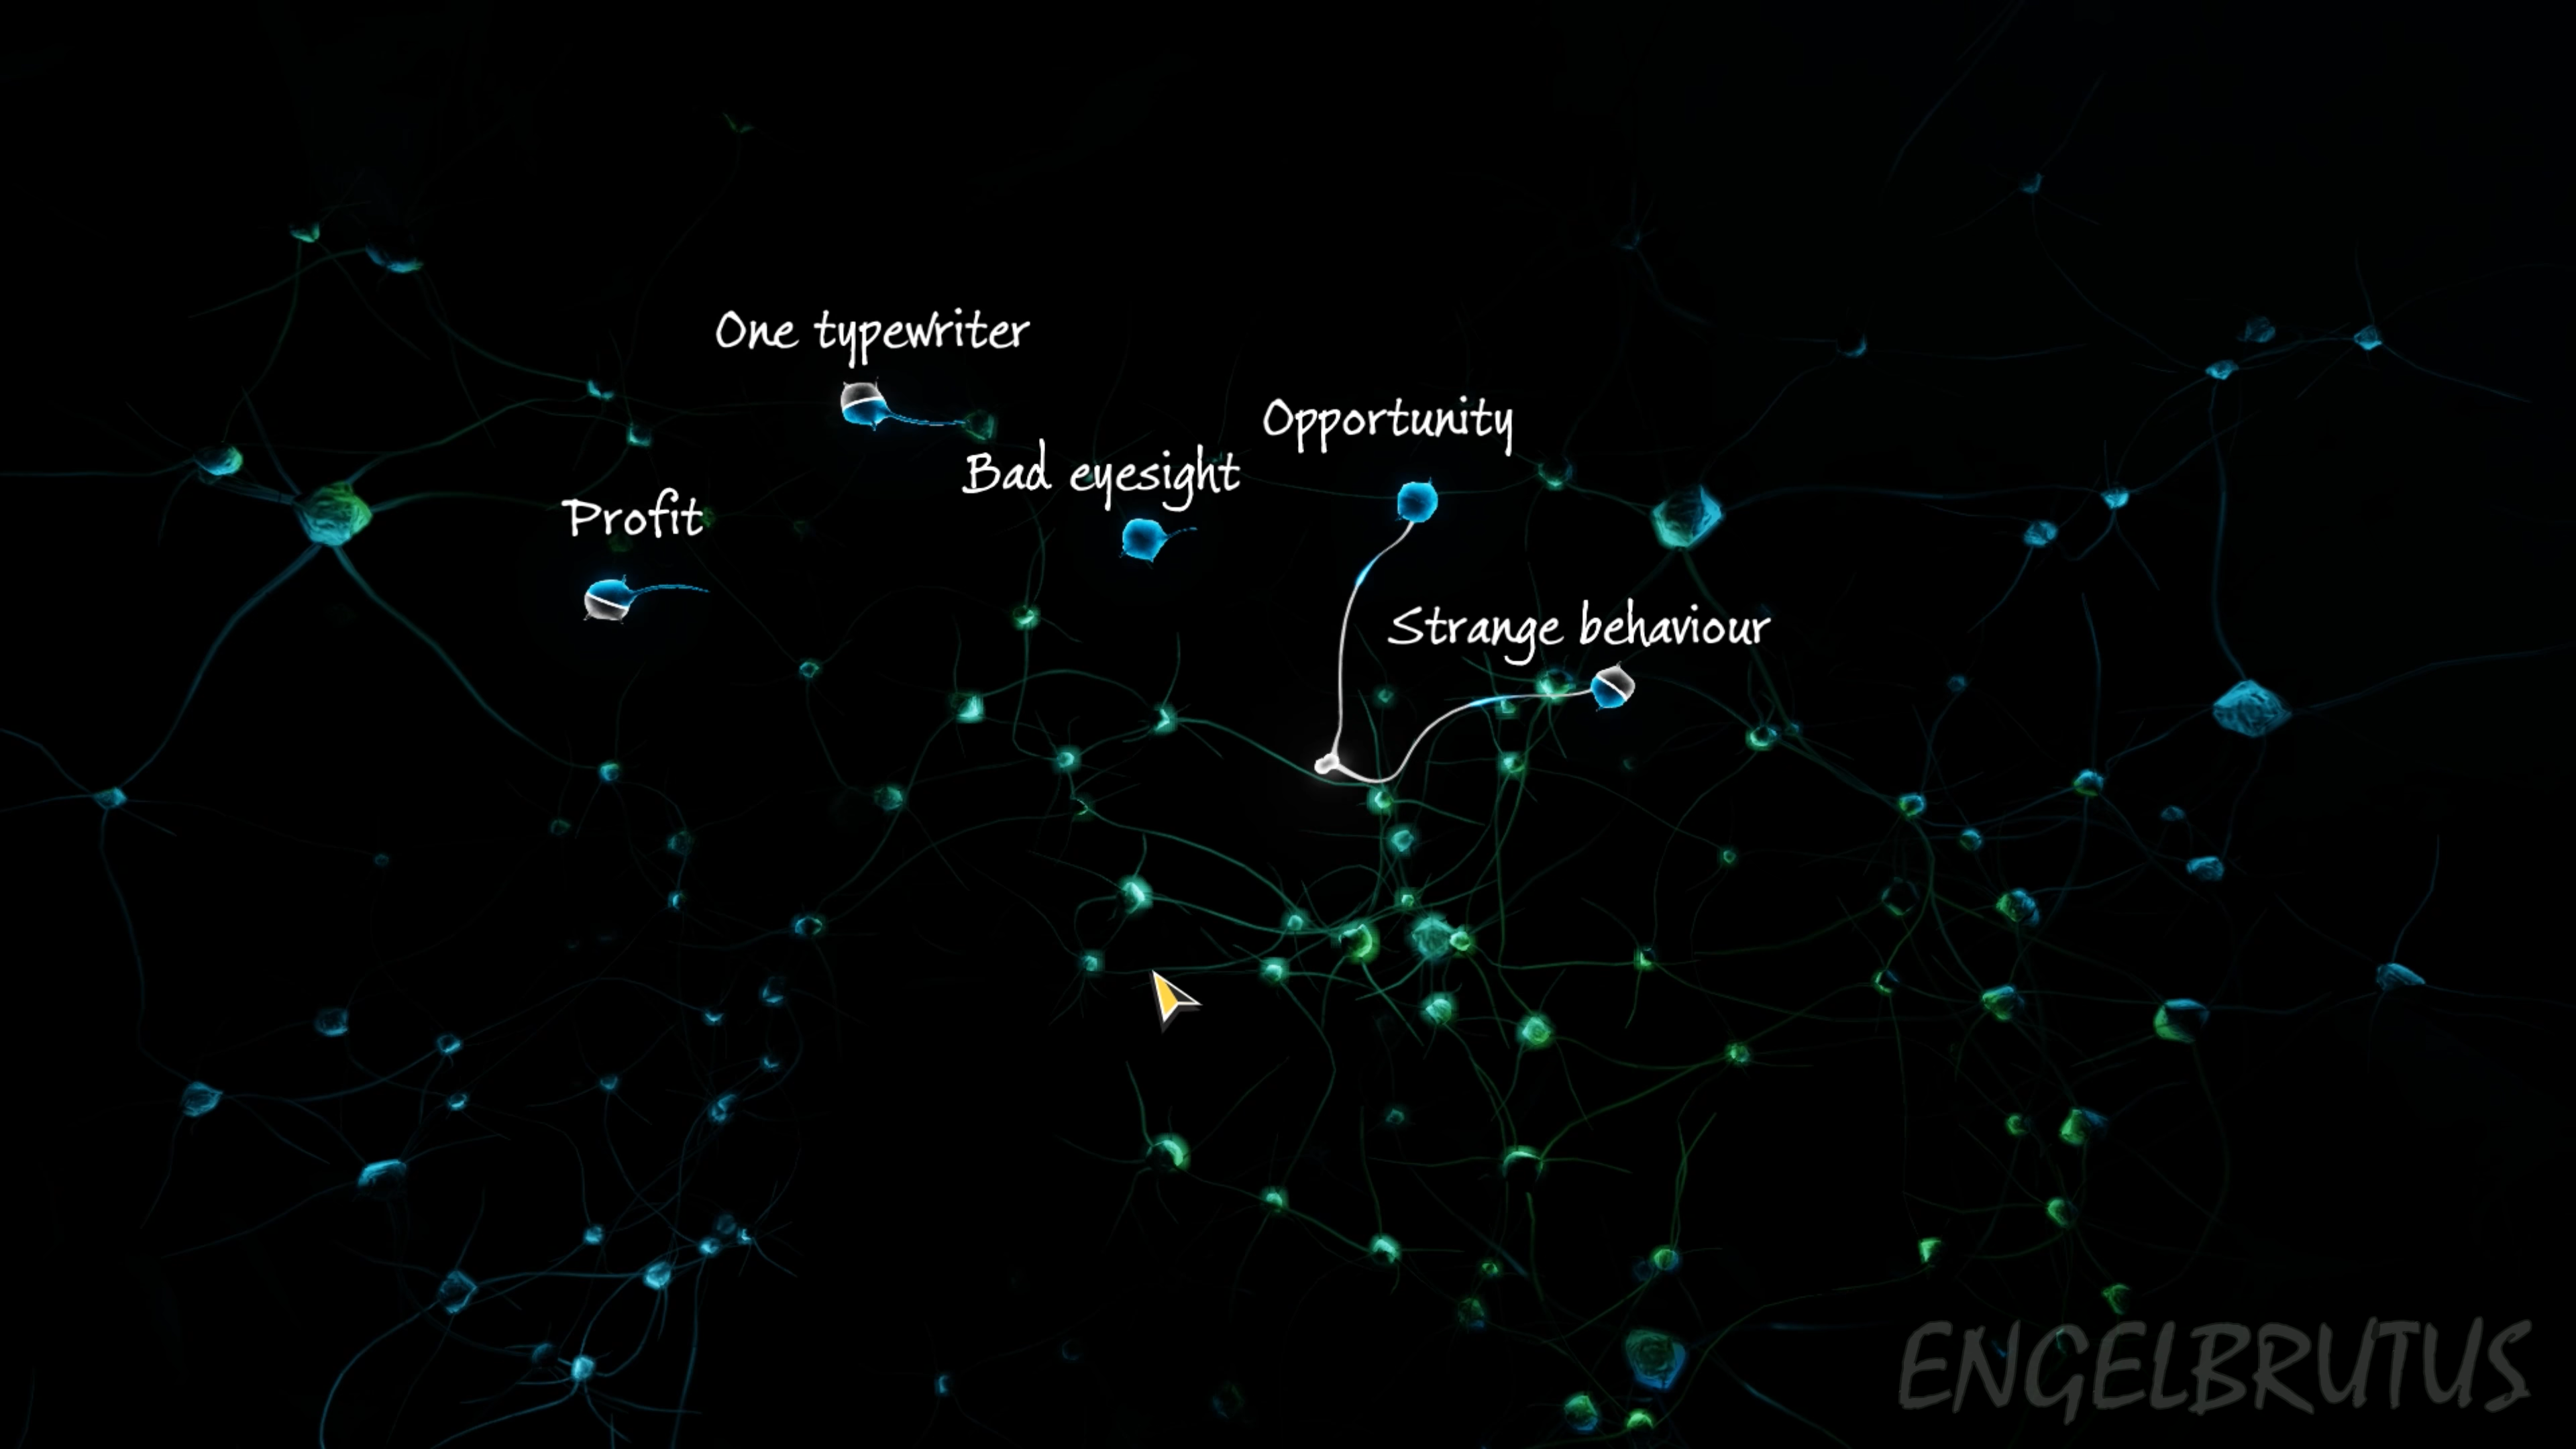 One typewriter
Opportunity
Bad eyesight
Profit
Strange behaviour
ENGELBRUTUS